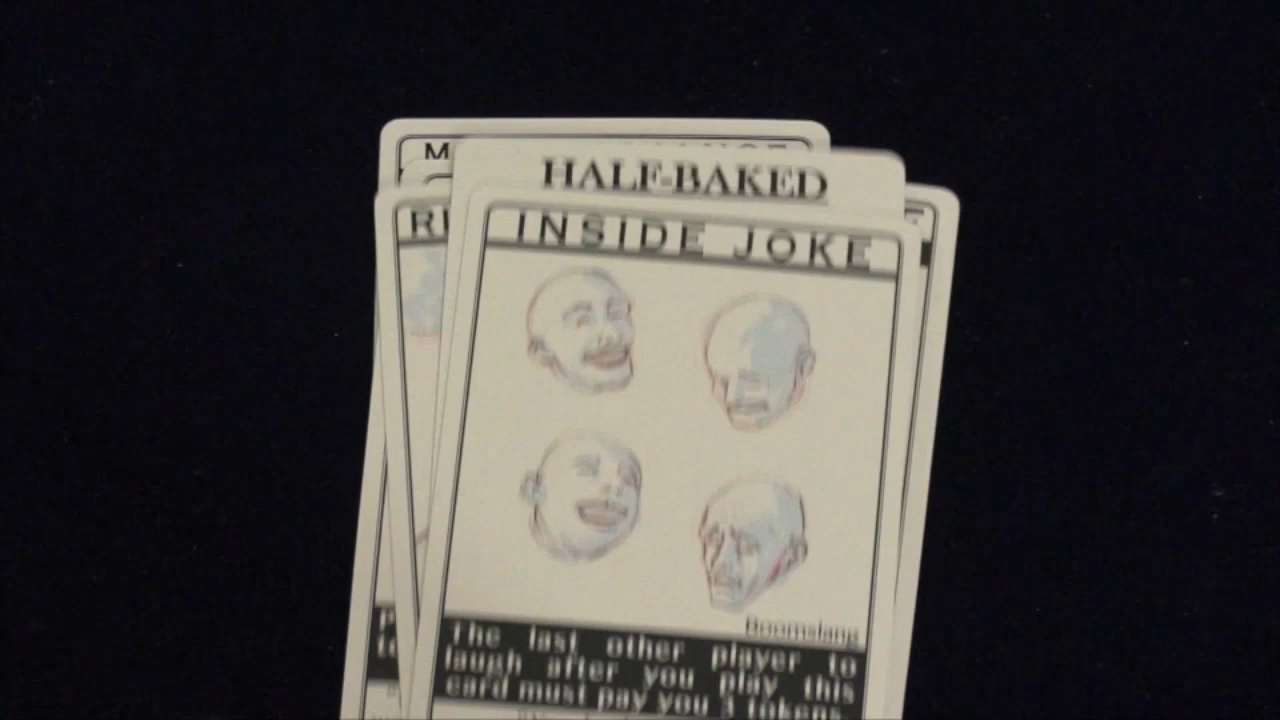 HALF-BAKED
INSIDE JOKE
Boomslang
The last other player to
laugh after you play this
card must pay you 3 tokens.